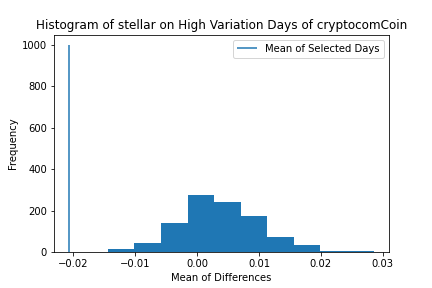 Histogram of stellar on High Variation Days of cryptocomCoin
Mean of Selected Days
1000
800
600
400
200
0
Frequency
−0.02 −0.01 0.00 0.01 0.02 0.03
Mean of Differences